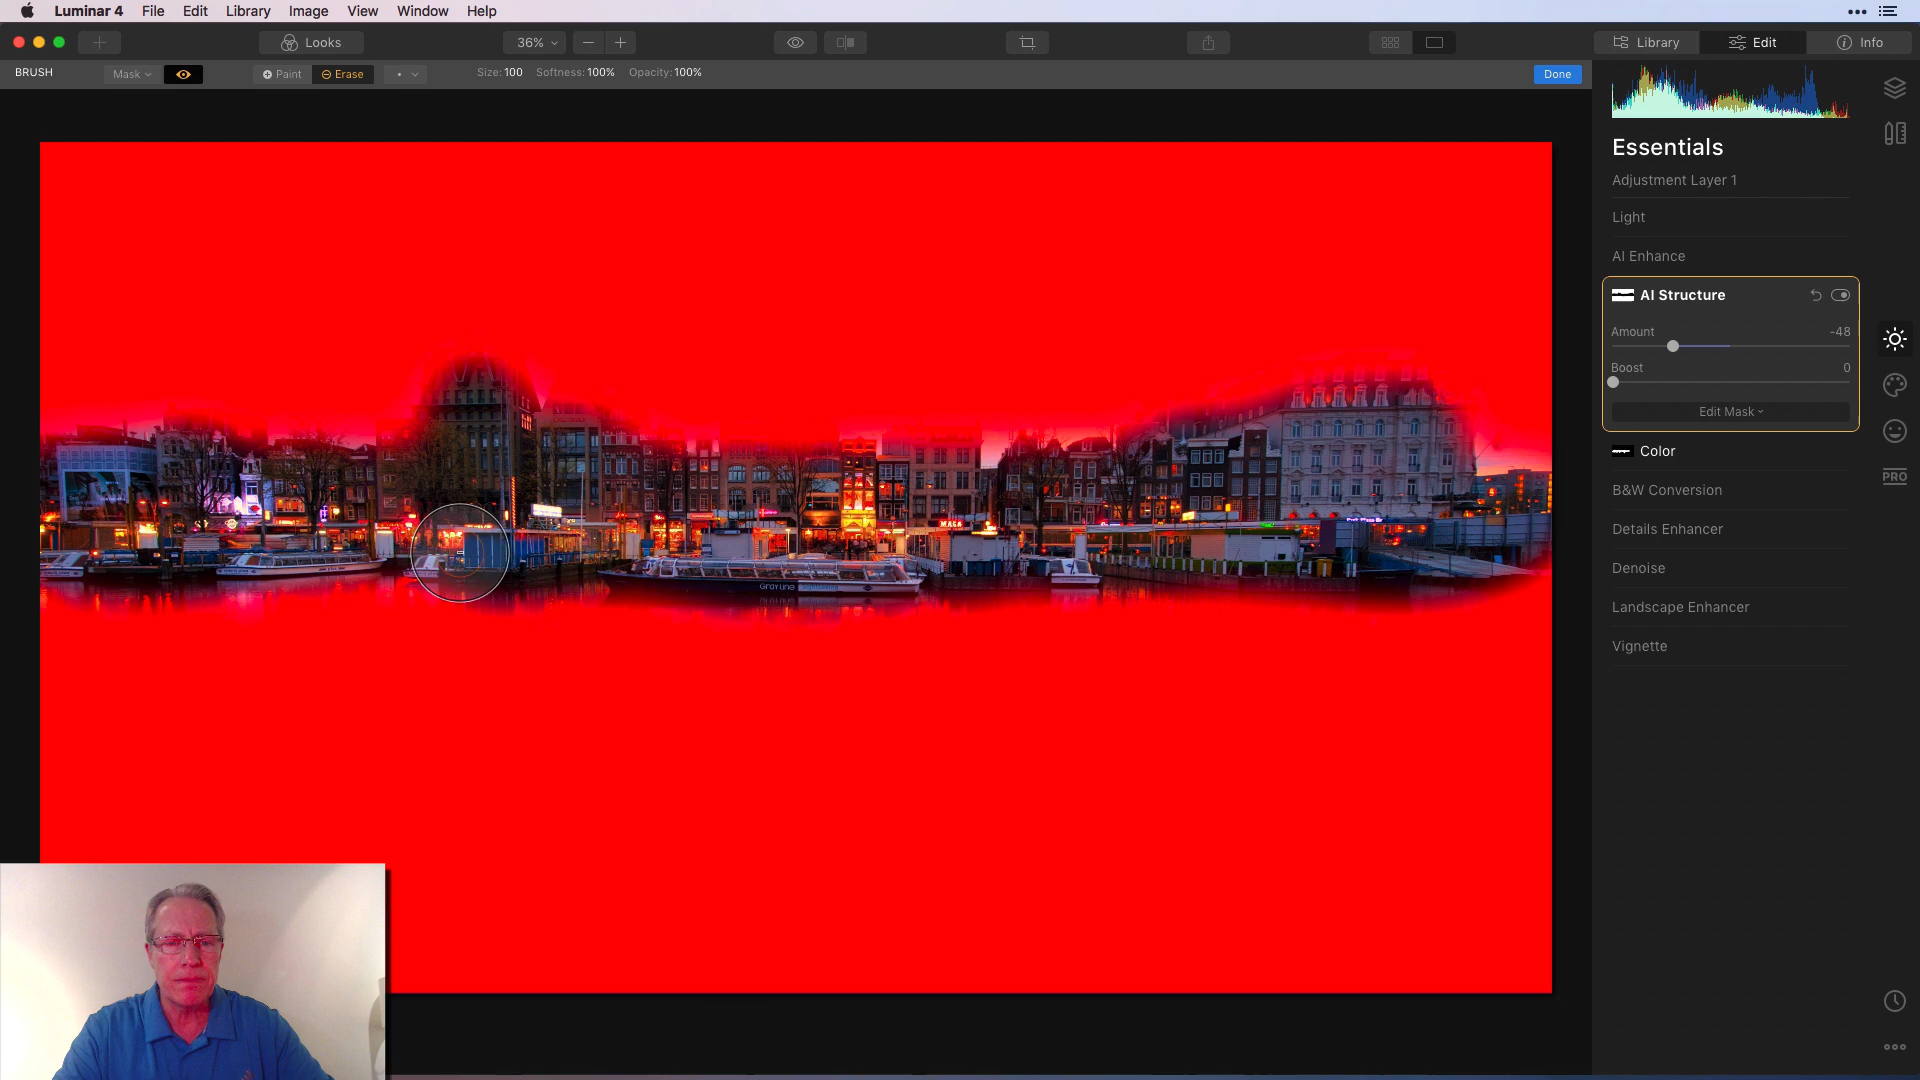 Luminar 4 File Edit Library Image View Window Help
Looks 36% Library Edit Info
BRUSH Mask Paint Erase Size: 100 Softness: 100% Opacity: 100% Done
Essentials
Adjustment Layer 1
Light
AI Enhance
AI Structure
Amount -48
Boost 0
Edit Mask
Color
PRO
B&W Conversion
Details Enhancer
Denoise
Landscape Enhancer
Vignette
GrayLine